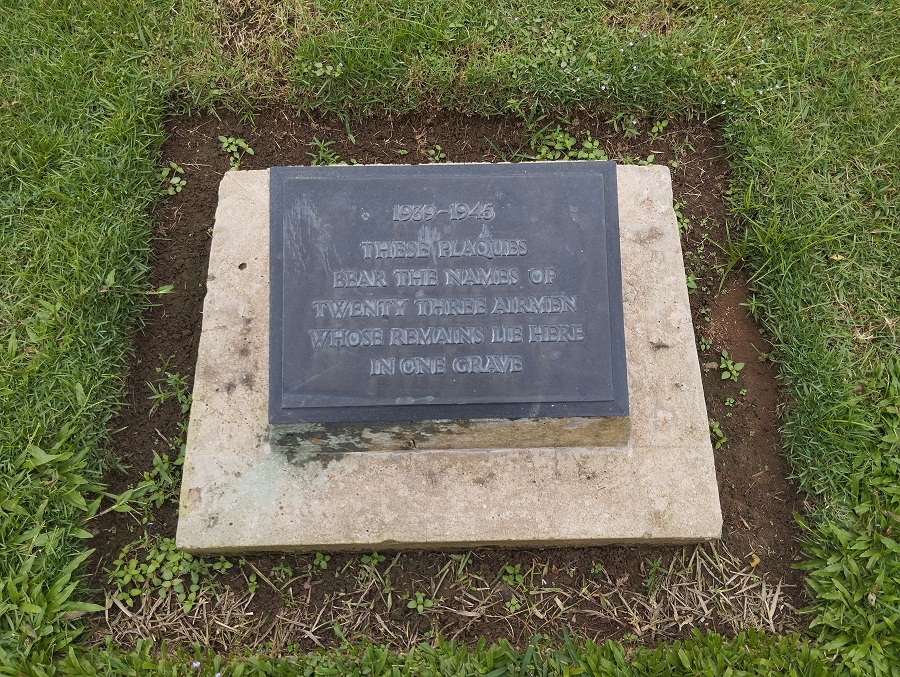 1939-1945
THESE PLAQUES
BEAR THE NAMES OF
TWENTY THREE AIRMEN
WHOSE REMAINS LIE HERE
IN ONE GRAVE